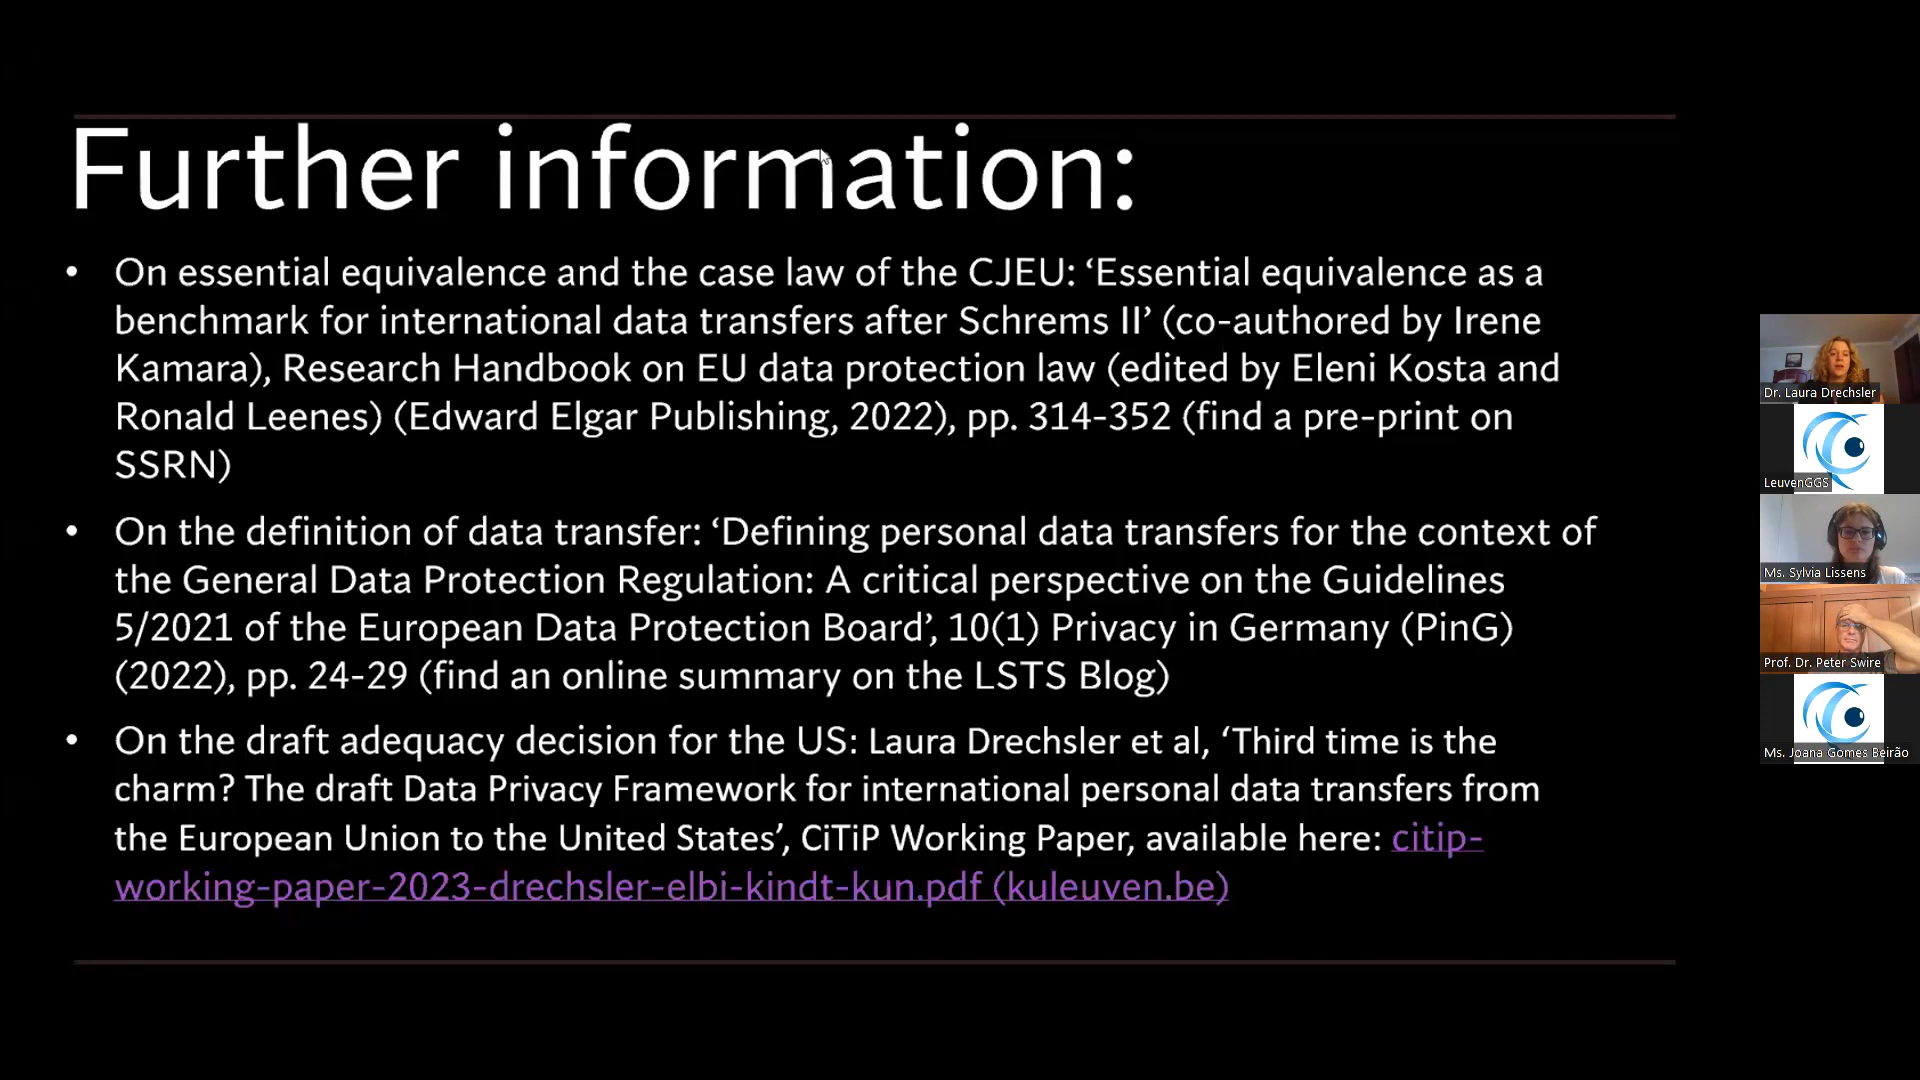 Further information:
• On essential equivalence and the case law of the CJEU: ‘Essential equivalence as a
benchmark for international data transfers after Schrems II’ (co-authored by Irene
Kamara), Research Handbook on EU data protection law (edited by Eleni Kosta and
Ronald Leenes) (Edward Elgar Publishing, 2022), pp. 314-352 (find a pre-print on
SSRN)
• On the definition of data transfer: ‘Defining personal data transfers for the context of
the General Data Protection Regulation: A critical perspective on the Guidelines
5/2021 of the European Data Protection Board’, 10(1) Privacy in Germany (PinG)
(2022), pp. 24-29 (find an online summary on the LSTS Blog)
• On the draft adequacy decision for the US: Laura Drechsler et al, ‘Third time is the
charm? The draft Data Privacy Framework for international personal data transfers from
the European Union to the United States’, CiTiP Working Paper, available here: citip-
working-paper-2023-drechsler-elbi-kindt-kun.pdf (kuleuven.be)
Dr. Laura Drechsler
LeuvenGGS
Ms. Sylvia Lissens
Prof. Dr. Peter Swire
Ms. Joana Gomes Beirão